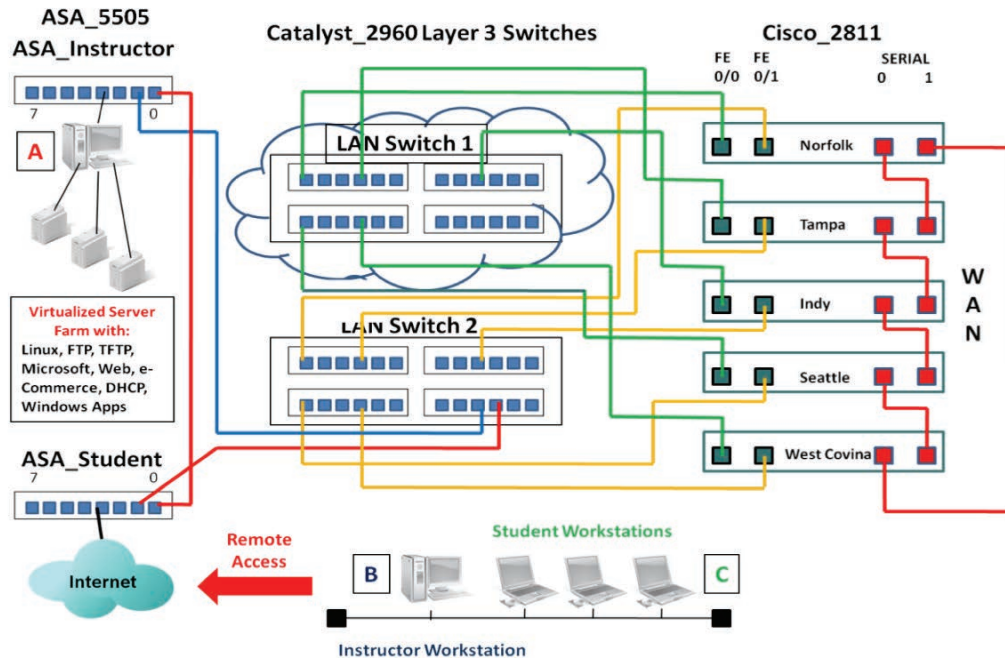 ASA_5505
ASA_Instructor
Catalyst_2960 Layer 3 Switches
Cisco_2811
FE
0/0
FE
0/1
SERIAL
0 1
7 0
A
LAN Switch 1
Norfolk
Tampa
Indy
Seattle
West Covina
W
A
N
Virtualized Server
Farm with:
Linux, FTP, TFTP,
Microsoft, Web, e-
Commerce, DHCP,
Windows Apps
LAN Switch 2
ASA_Student
7 0
Internet
Remote
Access
Student Workstations
B
C
Instructor Workstation